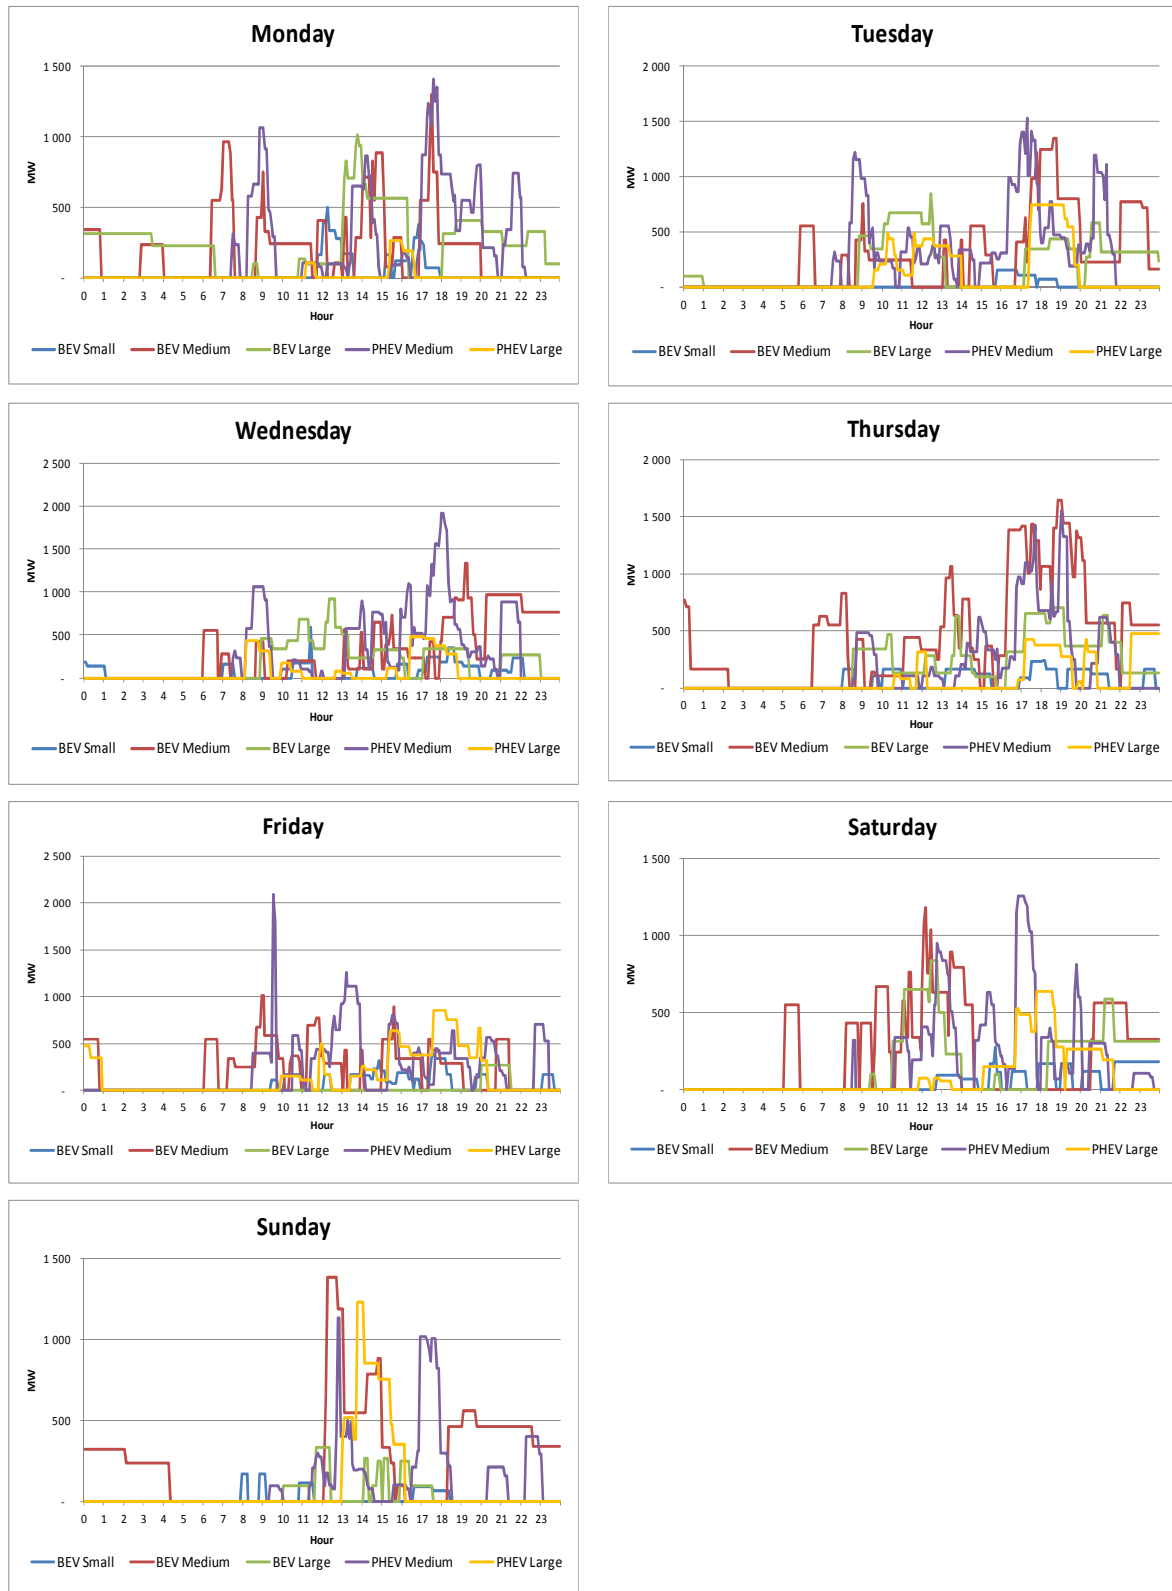 Monday
1 500
1 000
500
-
MW
0 1 2 3 4 5 6 7 8 9 10 11 12 13 14 15 16 17 18 19 20 21 22 23
Hour
BEV Small BEV Medium BEV Large PHEV Medium PHEV Large
Tuesday
2 000
1 500
1 000
500
-
MW
0 1 2 3 4 5 6 7 8 9 10 11 12 13 14 15 16 17 18 19 20 21 22 23
Hour
BEV Small BEV Medium BEV Large PHEV Medium PHEV Large
Wednesday
2 500
2 000
1 500
1 000
500
-
MW
0 1 2 3 4 5 6 7 8 9 10 11 12 13 14 15 16 17 18 19 20 21 22 23
Hour
BEV Small BEV Medium BEV Large PHEV Medium PHEV Large
Thursday
2 000
1 500
1 000
500
-
MW
0 1 2 3 4 5 6 7 8 9 10 11 12 13 14 15 16 17 18 19 20 21 22 23
Hour
BEV Small BEV Medium BEV Large PHEV Medium PHEV Large
Friday
2 500
2 000
1 500
1 000
500
-
MW
0 1 2 3 4 5 6 7 8 9 10 11 12 13 14 15 16 17 18 19 20 21 22 23
Hour
BEV Small BEV Medium BEV Large PHEV Medium PHEV Large
Saturday
1 500
1 000
500
-
MW
0 1 2 3 4 5 6 7 8 9 10 11 12 13 14 15 16 17 18 19 20 21 22 23
Hour
BEV Small BEV Medium BEV Large PHEV Medium PHEV Large
Sunday
1 500
1 000
500
-
MW
0 1 2 3 4 5 6 7 8 9 10 11 12 13 14 15 16 17 18 19 20 21 22 23
Hour
BEV Small BEV Medium BEV Large PHEV Medium PHEV Large